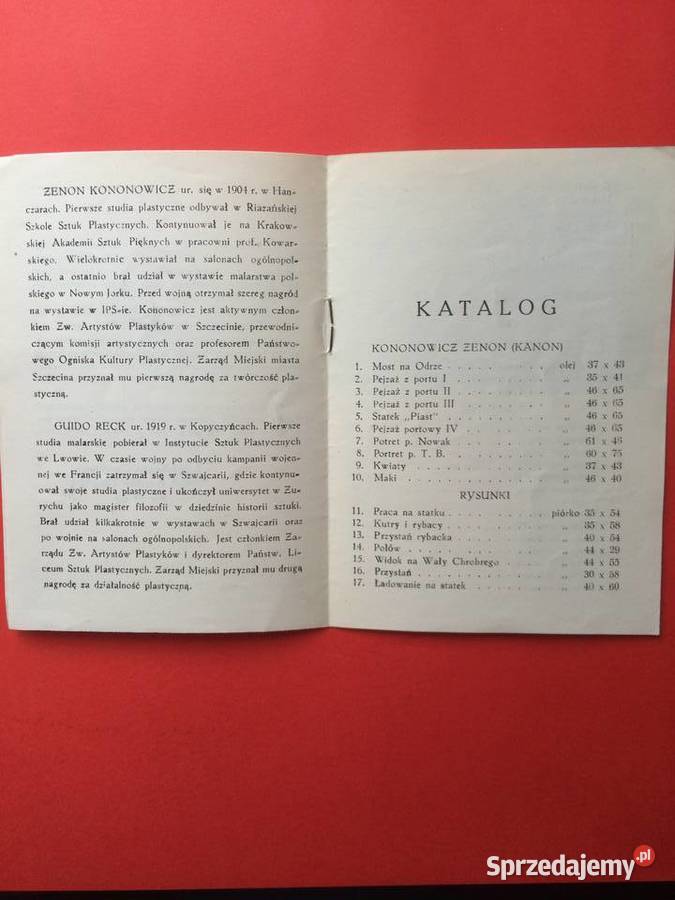 ZENON KONONOWICZ ur. się w 1904 r. w Han-
czarach. Pierwsze studia plastyczne odbywał w Riazańskiej
Szkole Sztuk Plastycznych. Kontynuował je na Krakow-
skiej Akademii Sztuk Pięknych w pracowni prof. Kowar-
skiego. Wielokrotnie wystawiał na salonach ogólnopol-
skich, a ostatnio brał udział w wystawie malarstwa pol-
skiego w Nowym Jorku. Przed wojną otrzymał szereg nagród
na wystawie w IPS-ie. Kononowicz jest aktywnym człon-
kiem Zw. Artystów Plastyków w Szczecinie, przewodni-
czącym komisji artystycznych oraz profesorem Państwo-
wego Ogniska Kultury Plastycznej. Zarząd Miejski miasta
Szczecina przyznał mu pierwszą nagrodę za twórczość pla-
styczną.
GUIDO RECK ur. 1919 r. w Kopyczyńcach. Pierwsze
studia malarskie pobierał w Instytucie Sztuk Plastycznych
we Lwowie. W czasie wojny po odbyciu kampanii wojen-
nej we Francji zatrzymał się w Szwajcarii, gdzie kontynu-
ował swoje studia plastyczne i ukończył uniwersytet w Zu-
rychu jako magister filozofii w dziedzinie historii sztuki.
Brał udział kilkakrotnie w wystawach w Szwajcarii oraz
po wojnie na salonach ogólnopolskich. Jest członkiem Za-
rządu Zw. Artystów Plastyków i dyrektorem Państw. Li-
ceum Sztuk Plastycznych. Zarząd Miejski przyznał mu drugą
nagrodę za działalność plastyczną.
KATALOG
KONONOWICZ ZENON (KANON)
1. Most na Odrze . . . . . . . . olej 37 x 43
2. Pejzaż z portu I . . . . . . . „ 35 x 41
3. Pejzaż z portu II . . . . . . . „ 46 x 65
4. Pejzaż z portu III . . . . . . . „ 46 x 65
5. Statek „Piast" . . . . . . . „ 46 x 65
6. Pejzaż portowy IV . . . . . . . „ 46 x 65
7. Potret p. Nowak . . . . . . . „ 61 x 46
8. Portret p. T. B. . . . . . . . „ 60 x 75
9. Kwiaty . . . . . . . . . „ 37 x 43
10. Maki . . . . . . . . . . „ 46 x 40
RYSUNKI
11. Praca na statku . . . . . . . piórko 35 x 54
12. Kutry i rybacy . . . . . . . „ 35 x 58
13. Przystań rybacka . . . . . . . „ 40 x 54
14. Połów . . . . . . . . . „ 44 x 29
15. Widok na Wały Chrobrego . . . . „ 44 x 55
16. Przystań . . . . . . . . . „ 30 x 58
17. Ładowanie na statek . . . . . . „ 40 x 60
Sprzedajemy.pl